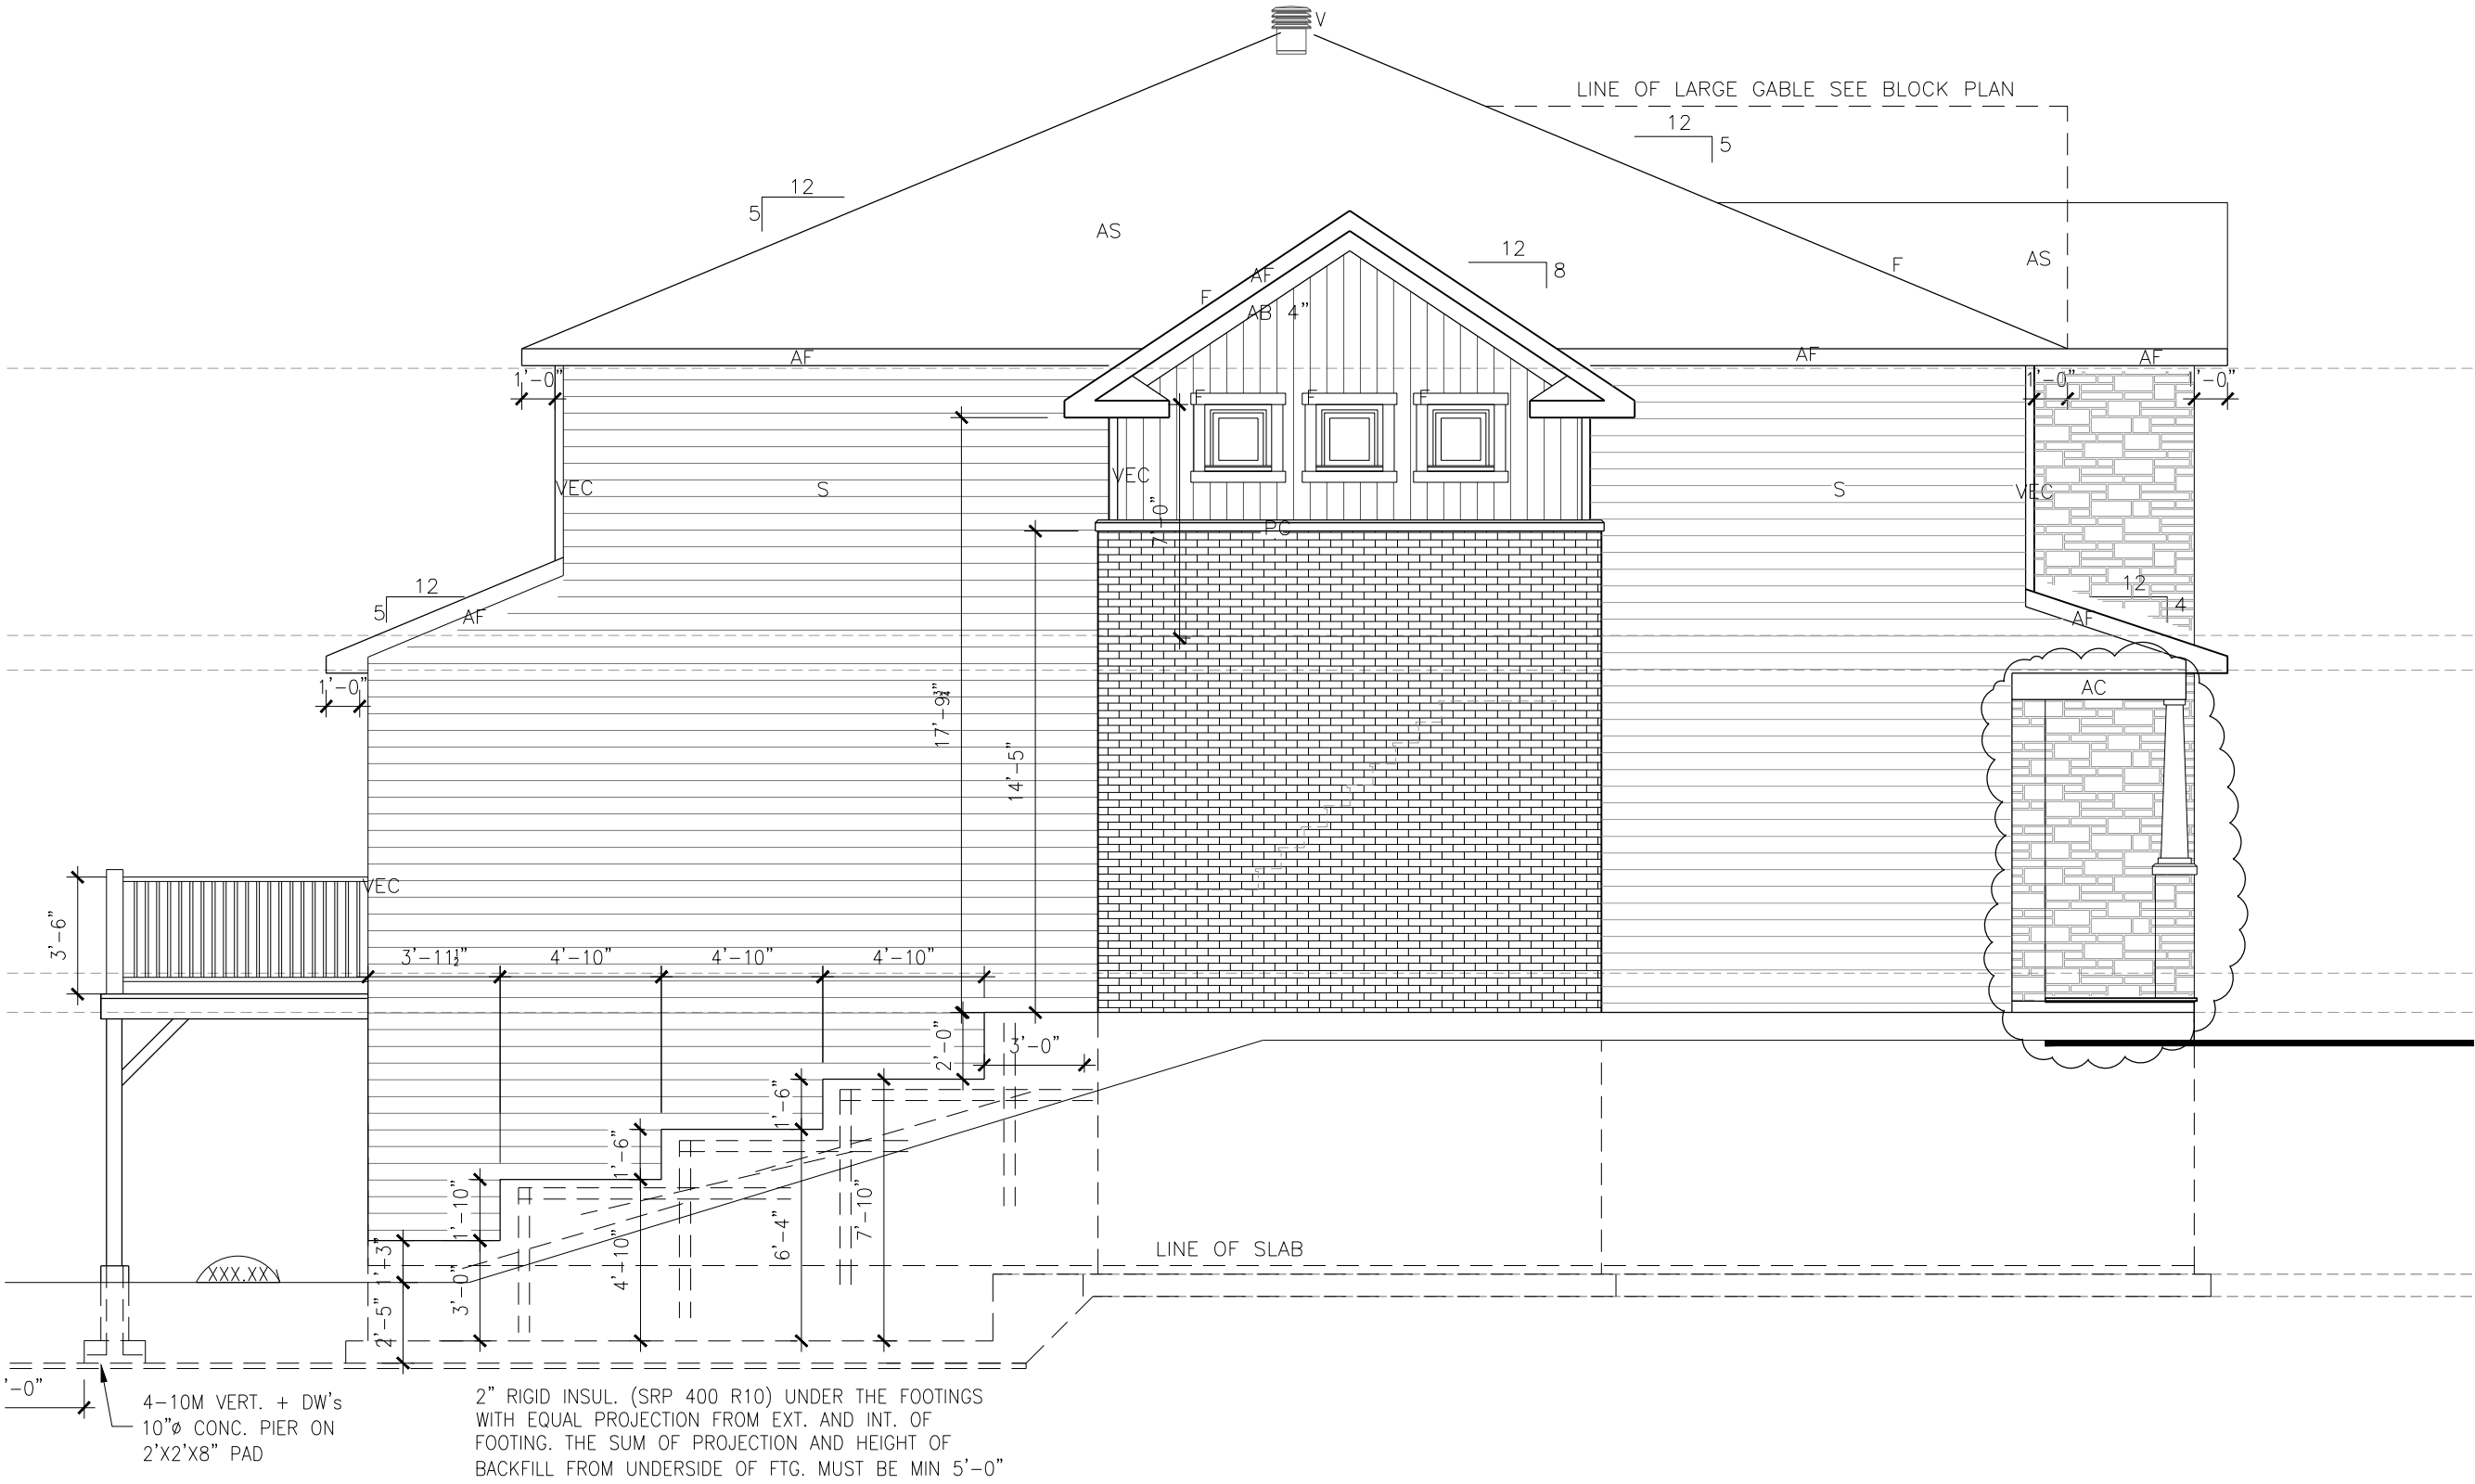 V
LINE OF LARGE GABLE SEE BLOCK PLAN
12
5
12
5
AS
12
8
AS
F
AF
F
AB 4"
AF
AF
AF
1'-0"
1'-0"
1'-0"
F
F
F
VEC
S
VEC
S
VEC
7'-0"
P.C
12
5
AF
12
4
AF
1'-0"
AC
17'-9¾"
14'-5"
VEC
3'-6"
3'-11½"
4'-10"
4'-10"
4'-10"
2'-0"
3'-0"
1'-6"
1'-6"
1'-10"
1'-3"
7'-10"
6'-4"
4'-10"
3'-0"
2'-5"
LINE OF SLAB
XXX.XX
'-0"
4-10M VERT. + DW's
10"ø CONC. PIER ON
2'X2'X8" PAD
2" RIGID INSUL. (SRP 400 R10) UNDER THE FOOTINGS
WITH EQUAL PROJECTION FROM EXT. AND INT. OF
FOOTING. THE SUM OF PROJECTION AND HEIGHT OF
BACKFILL FROM UNDERSIDE OF FTG. MUST BE MIN 5'-0"